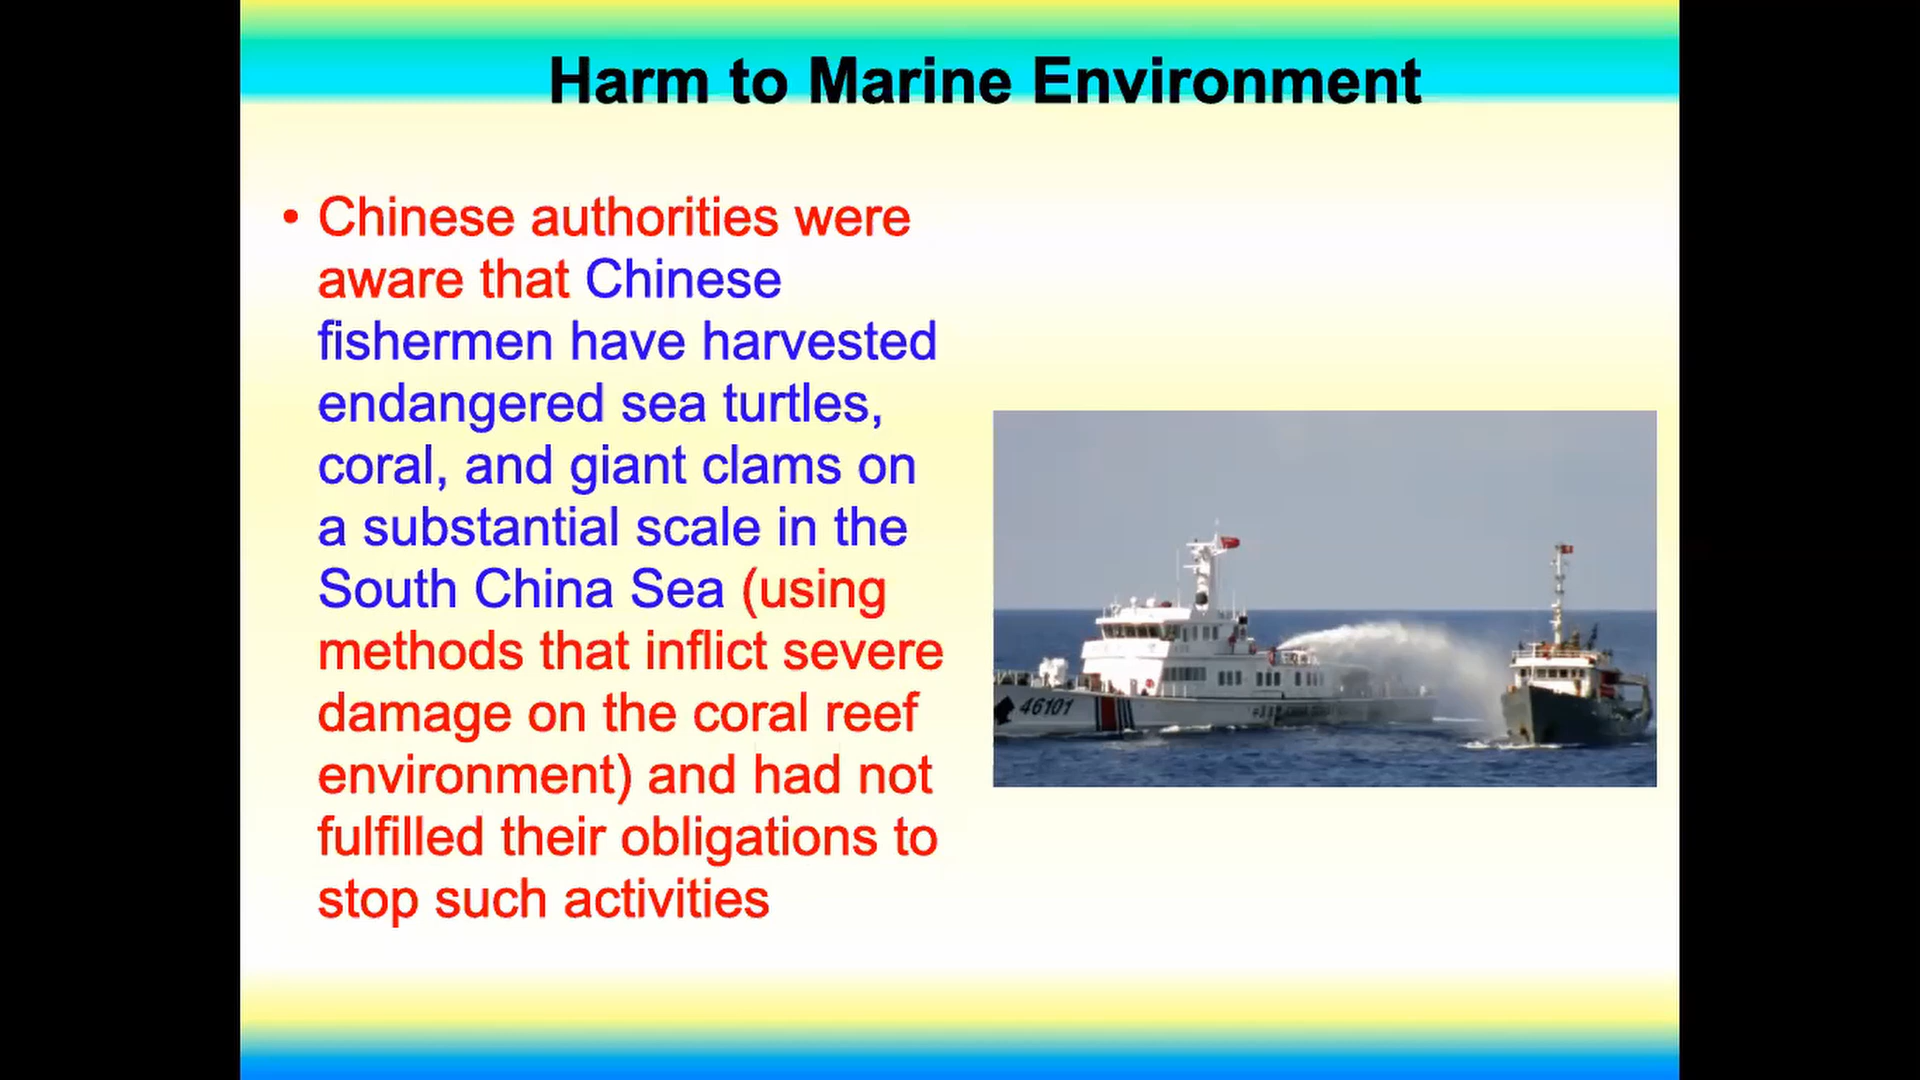 Harm to Marine Environment
• Chinese authorities were
aware that Chinese
fishermen have harvested
endangered sea turtles,
coral, and giant clams on
a substantial scale in the
South China Sea (using
methods that inflict severe
damage on the coral reef
environment) and had not
fulfilled their obligations to
stop such activities
46101